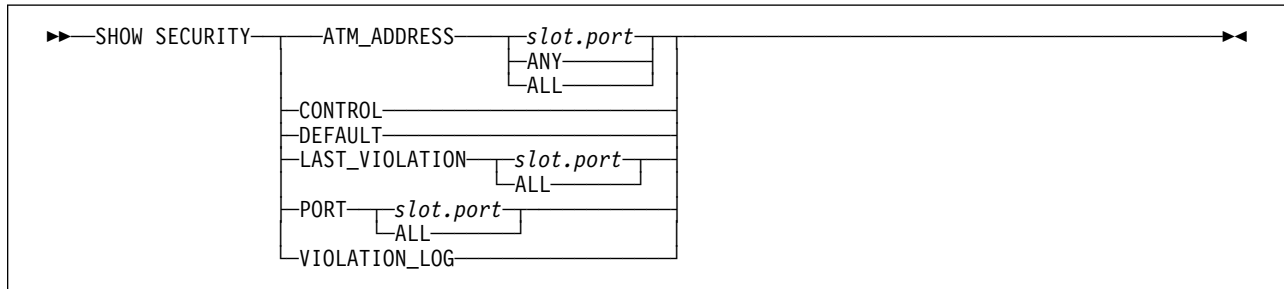 SHOW SECURITY ATM_ADDRESS slot.port
ANY
ALL
CONTROL
DEFAULT
LAST_VIOLATION slot.port
ALL
PORT slot.port
ALL
VIOLATION_LOG